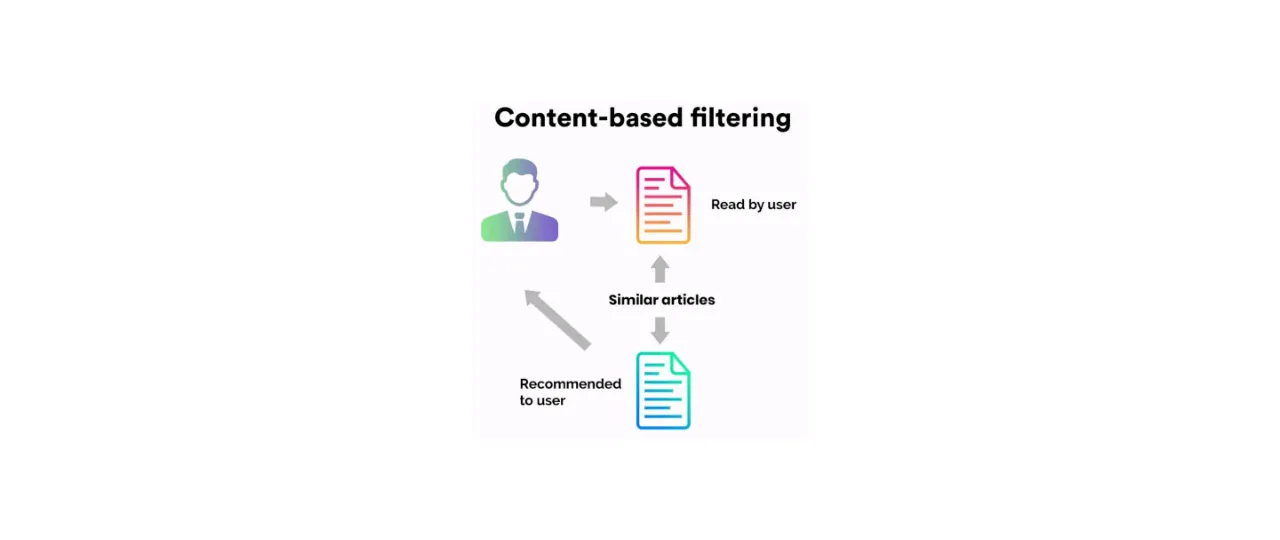 Content-based filtering
Read by user
Similar articles
Recommended
to user